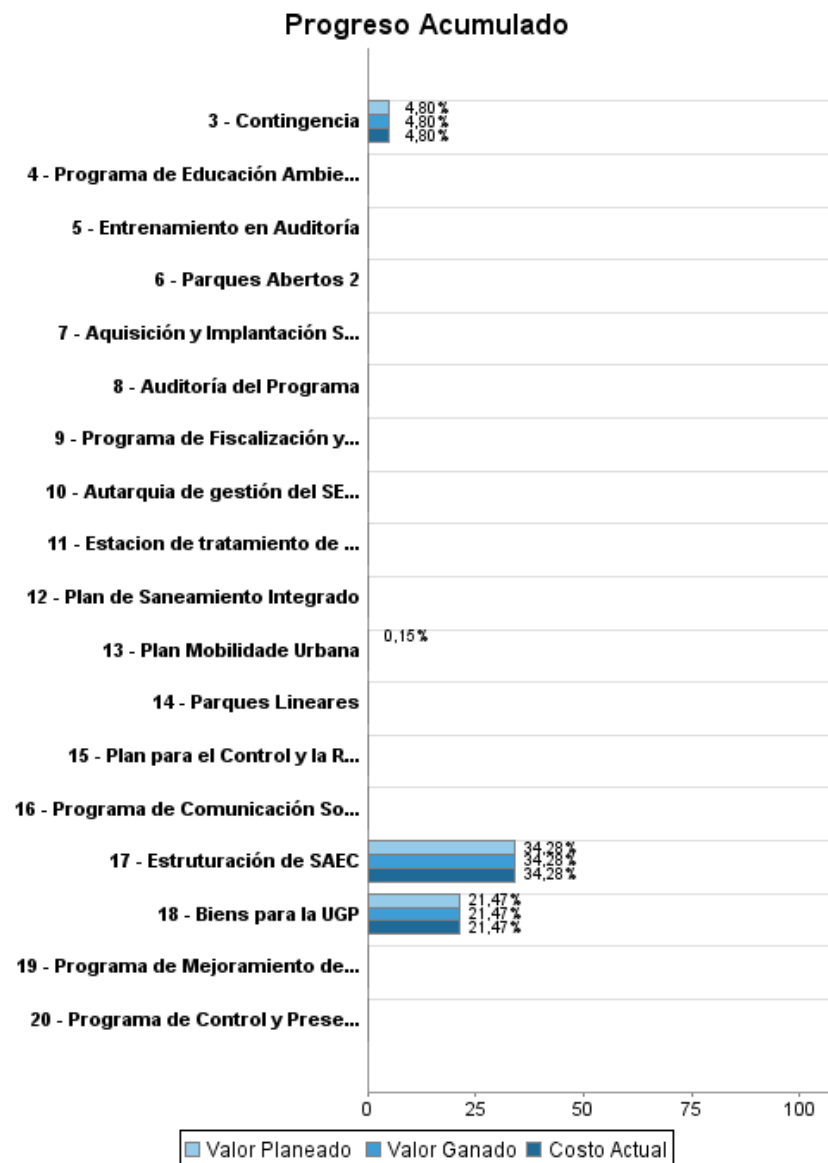 Progreso Acumulado
3 - Contingencia
4,80%
4,80%
4,80%
4 - Programa de Educación Ambie...
5 - Entrenamiento en Auditoría
6 - Parques Abertos 2
7 - Aquisición y Implantación S...
8 - Auditoría del Programa
9 - Programa de Fiscalización y...
10 - Autarquia de gestión del SE...
11 - Estacion de tratamiento de ...
12 - Plan de Saneamiento Integrado
13 - Plan Mobilidade Urbana
0,15%
14 - Parques Lineares
15 - Plan para el Control y la R...
16 - Programa de Comunicación So...
17 - Estruturación de SAEC
34,28%
34,28%
34,28%
18 - Biens para la UGP
21,47%
21,47%
21,47%
19 - Programa de Mejoramiento de...
20 - Programa de Control y Prese...
0 25 50 75 100
Valor Planeado Valor Ganado Costo Actual